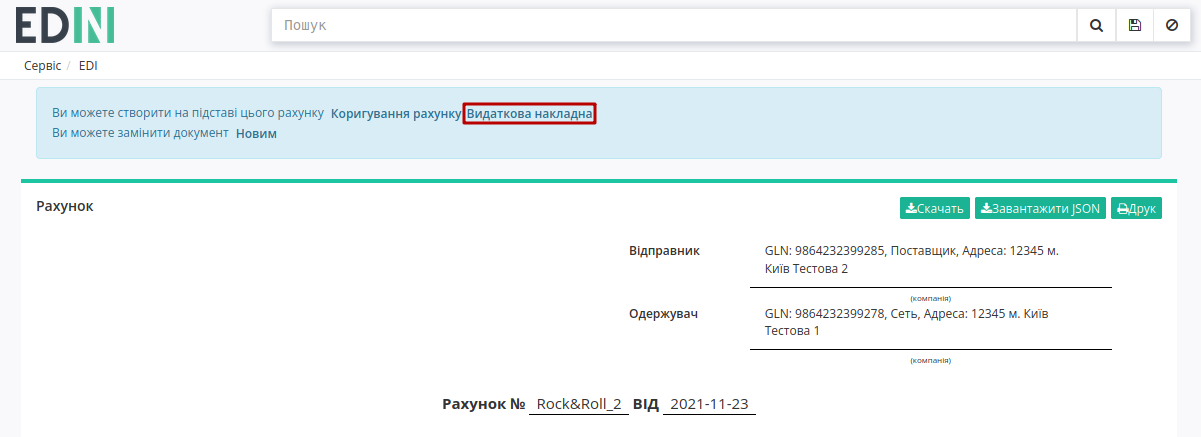 EDIN
Пошук
Сервіс / EDI
Ви можете створити на підставі цього рахунку Коригування рахунку Видаткова накладна
Ви можете замінити документ Новим
Рахунок
Скачать Завантажити JSON Друк
Відправник GLN: 9864232399285, Поставщик, Адреса: 12345 м.
Київ Тестова 2
(компанія)
Одержувач GLN: 9864232399278, Сеть, Адреса: 12345 м. Київ
Тестова 1
(компанія)
Рахунок № Rock&Roll_2 ВІД 2021-11-23